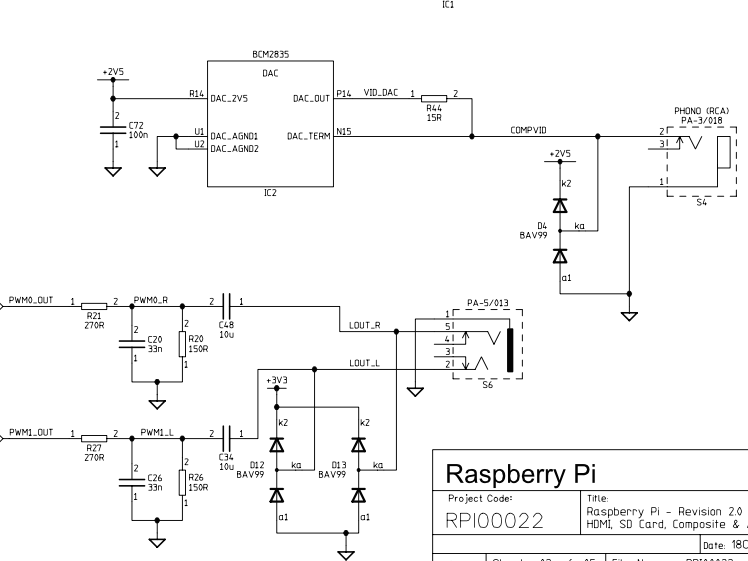 IC1
BCM2835
DAC
+2V5
R14 DAC_2V5
DAC_OUT P14 VID_DAC 1 2
R44
15R
2
C72
100n
1
U1 DAC_AGND1
U2 DAC_AGND2
DAC_TERM N15
COMPVID
IC2
PHONO (RCA)
PA-3/018
2
3
1
S4
+2V5
k2
D4
BAV99
ka
a1
PWM0_OUT 1 2 PWM0_R 2 1
R21
270R
2
C20
33n
1
2
R20
150R
1
C48
10u
LOUT_R
LOUT_L
PA-5/013
1
5
4
3
2
S6
+3V3
k2
k2
D12
BAV99
ka
D13
BAV99
ka
a1
a1
PWM1_OUT 1 2 PWM1_L 2 1
R27
270R
2
C26
33n
1
2
R26
150R
1
C34
10u
Raspberry Pi
Project Code:
RPI00022
Title:
Raspberry Pi - Revision 2.0
HDMI, SD Card, Composite &
Date: 18